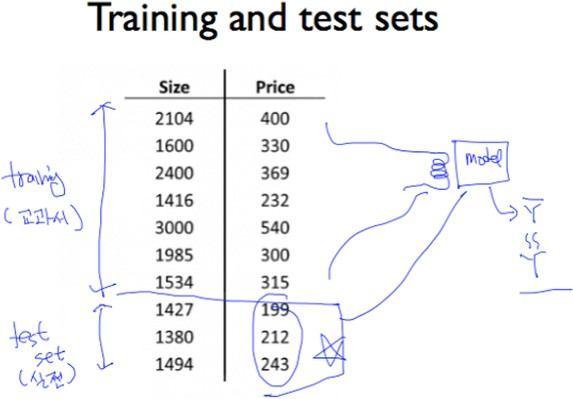 Training and test sets
Size Price
2104 400
1600 330
2400 369
1416 232
3000 540
1985 300
1534 315
1427 199
1380 212
1494 243
training
(교과서)
test
set
(실전)
model
Y
Y